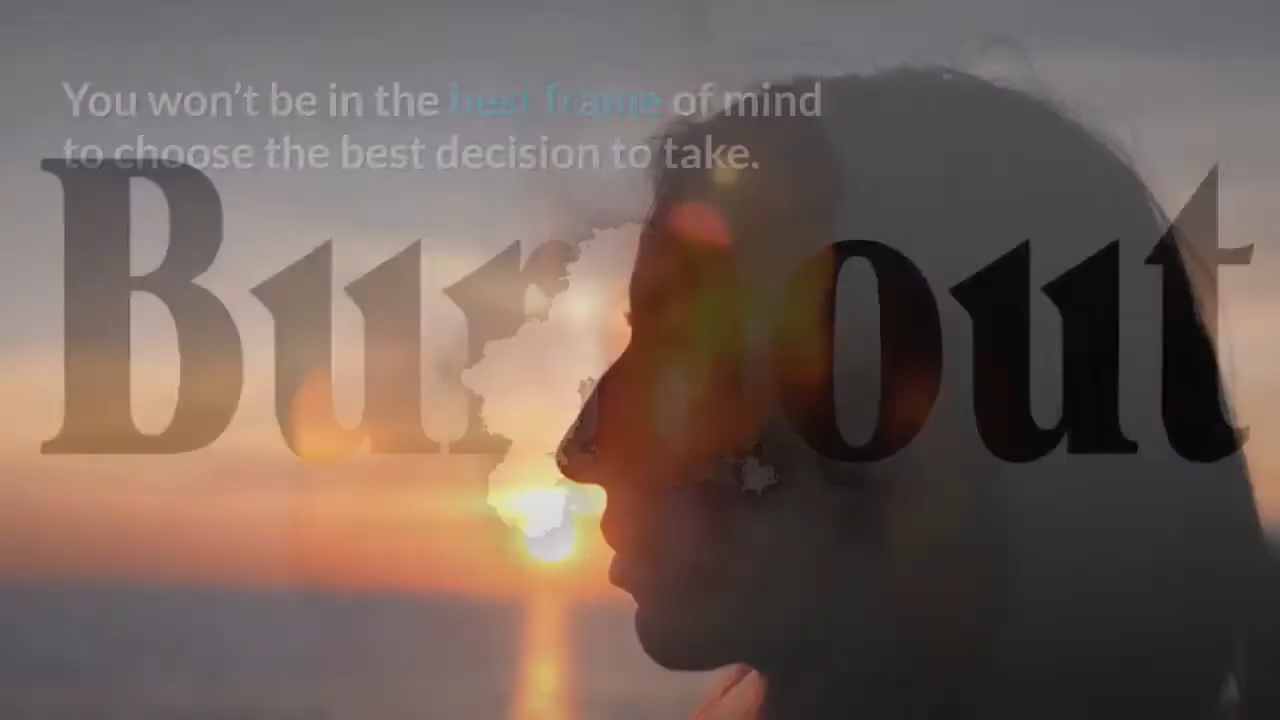 You won't be in the best frame of mind
to choose the best decision to take.
Burnout